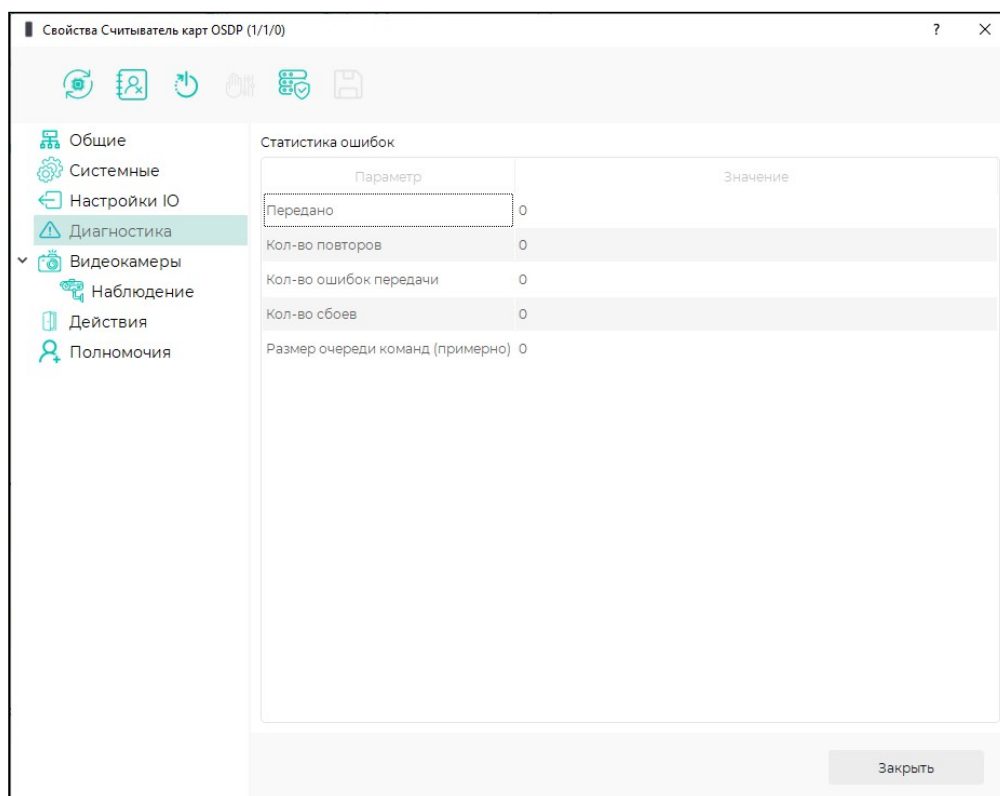 Свойства Считыватель карт OSDP (1/1/0)
?
Общие
Системные
Настройки IO
Диагностика
Видеокамеры
Наблюдение
Действия
Полномочия
Статистика ошибок
Параметр Значение
Передано 0
Кол-во повторов 0
Кол-во ошибок передачи 0
Кол-во сбоев 0
Размер очереди команд (примерно) 0
Закрыть